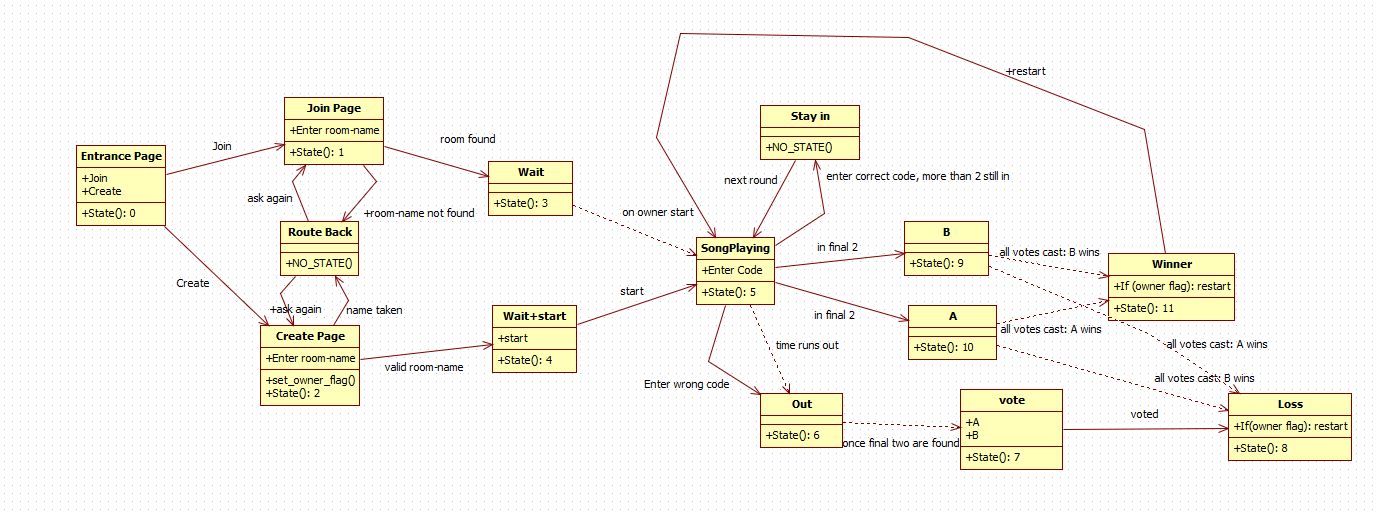 +restart
Join Page
+Enter room-name
+State(): 1
Stay in
+NO_STATE()
Join
room found
Entrance Page
+Join
+Create
+State(): 0
Wait
+State(): 3
next round
enter correct code, more than 2 still in
ask again
+room-name not found
on owner start
Route Back
+NO_STATE()
B
+State(): 9
SongPlaying
+Enter Code
+State(): 5
in final 2
all votes cast: B wins
Winner
+If (owner flag): restart
+State(): 11
Create
+ask again
name taken
start
Wait+start
+start
+State(): 4
in final 2
A
+State(): 10
all votes cast: A wins
Create Page
+Enter room-name
+set_owner_flag()
+State(): 2
valid room-name
time runs out
all votes cast: A wins
Enter wrong code
all votes cast: B wins
Out
+State(): 6
once final two are found
vote
+A
+B
+State(): 7
voted
Loss
+If(owner flag): restart
+State(): 8